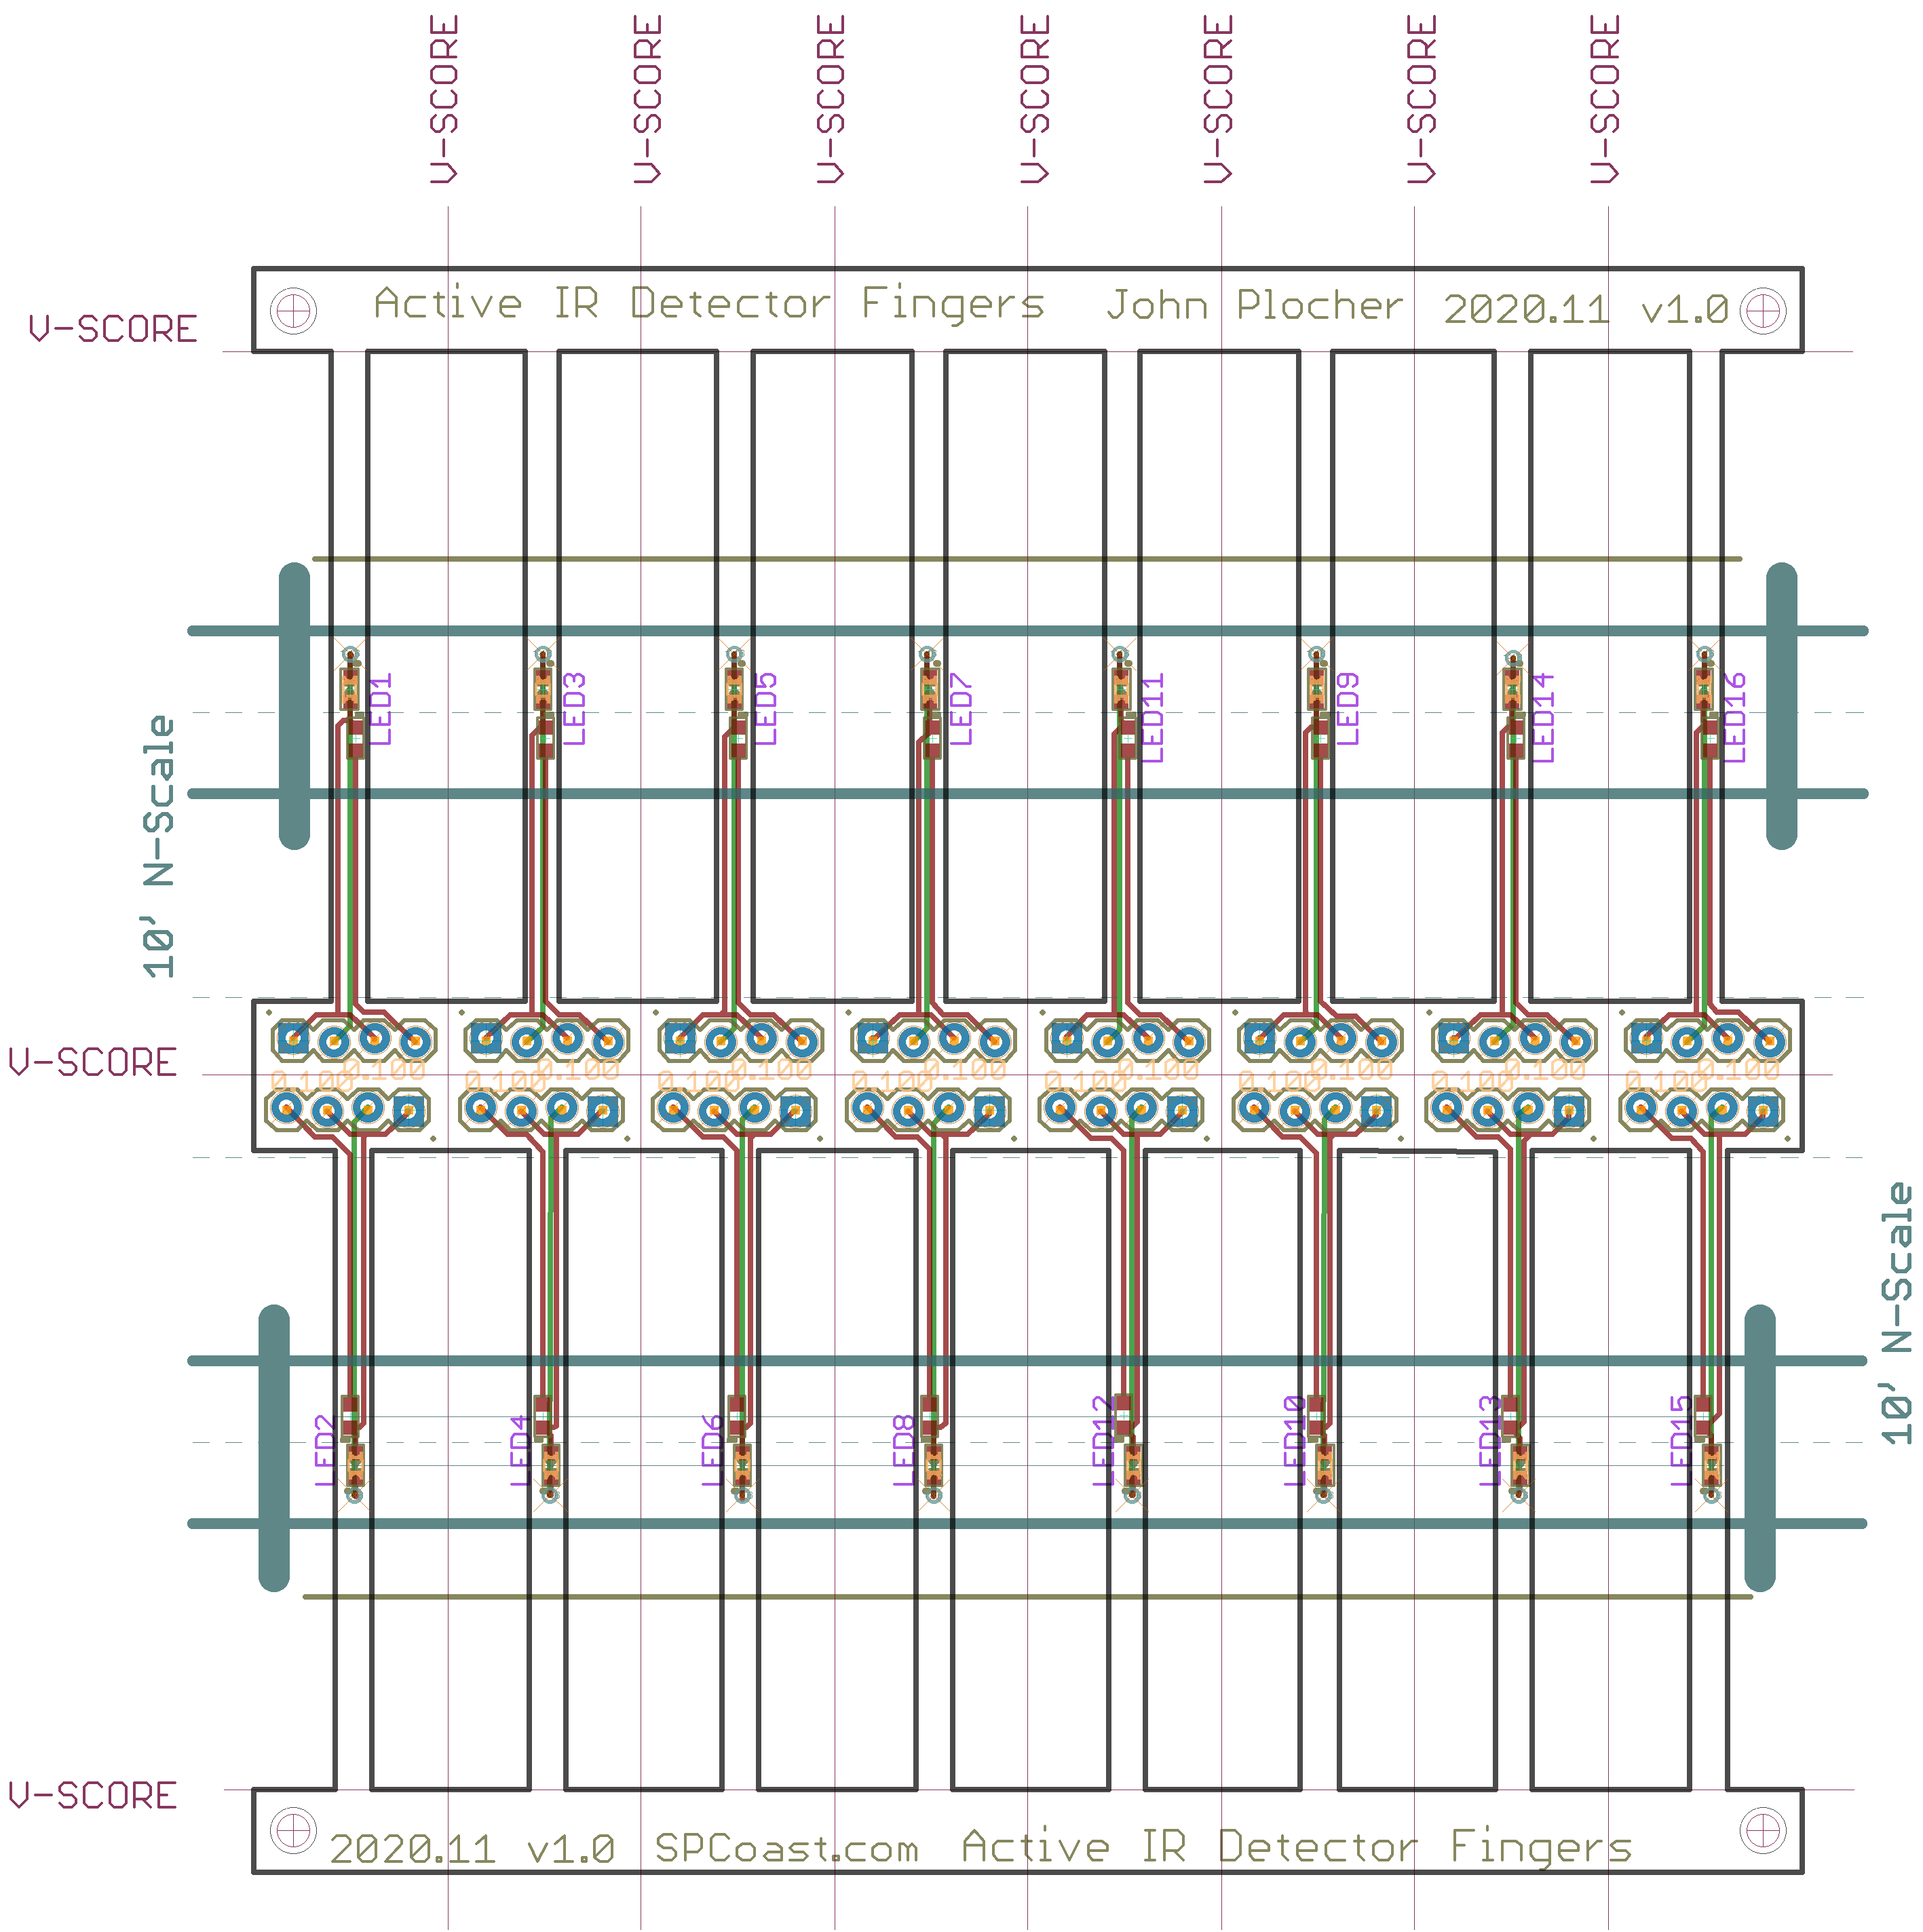 V-SCORE V-SCORE V-SCORE V-SCORE V-SCORE V-SCORE V-SCORE
Active IR Detector Fingers John Plocher 2020.11 v1.0
V-SCORE
LED1 LED3 LED5 LED7 LED11 LED9 LED14 LED16
10' N-Scale
V-SCORE
0.100 0.100 0.100 0.100 0.100 0.100 0.100 0.100 0.100 0.100 0.100 0.100 0.100 0.100 0.100 0.100
10' N-Scale
LED2 LED4 LED6 LED8 LED12 LED10 LED13 LED15
V-SCORE
2020.11 v1.0 SPCoast.com Active IR Detector Fingers